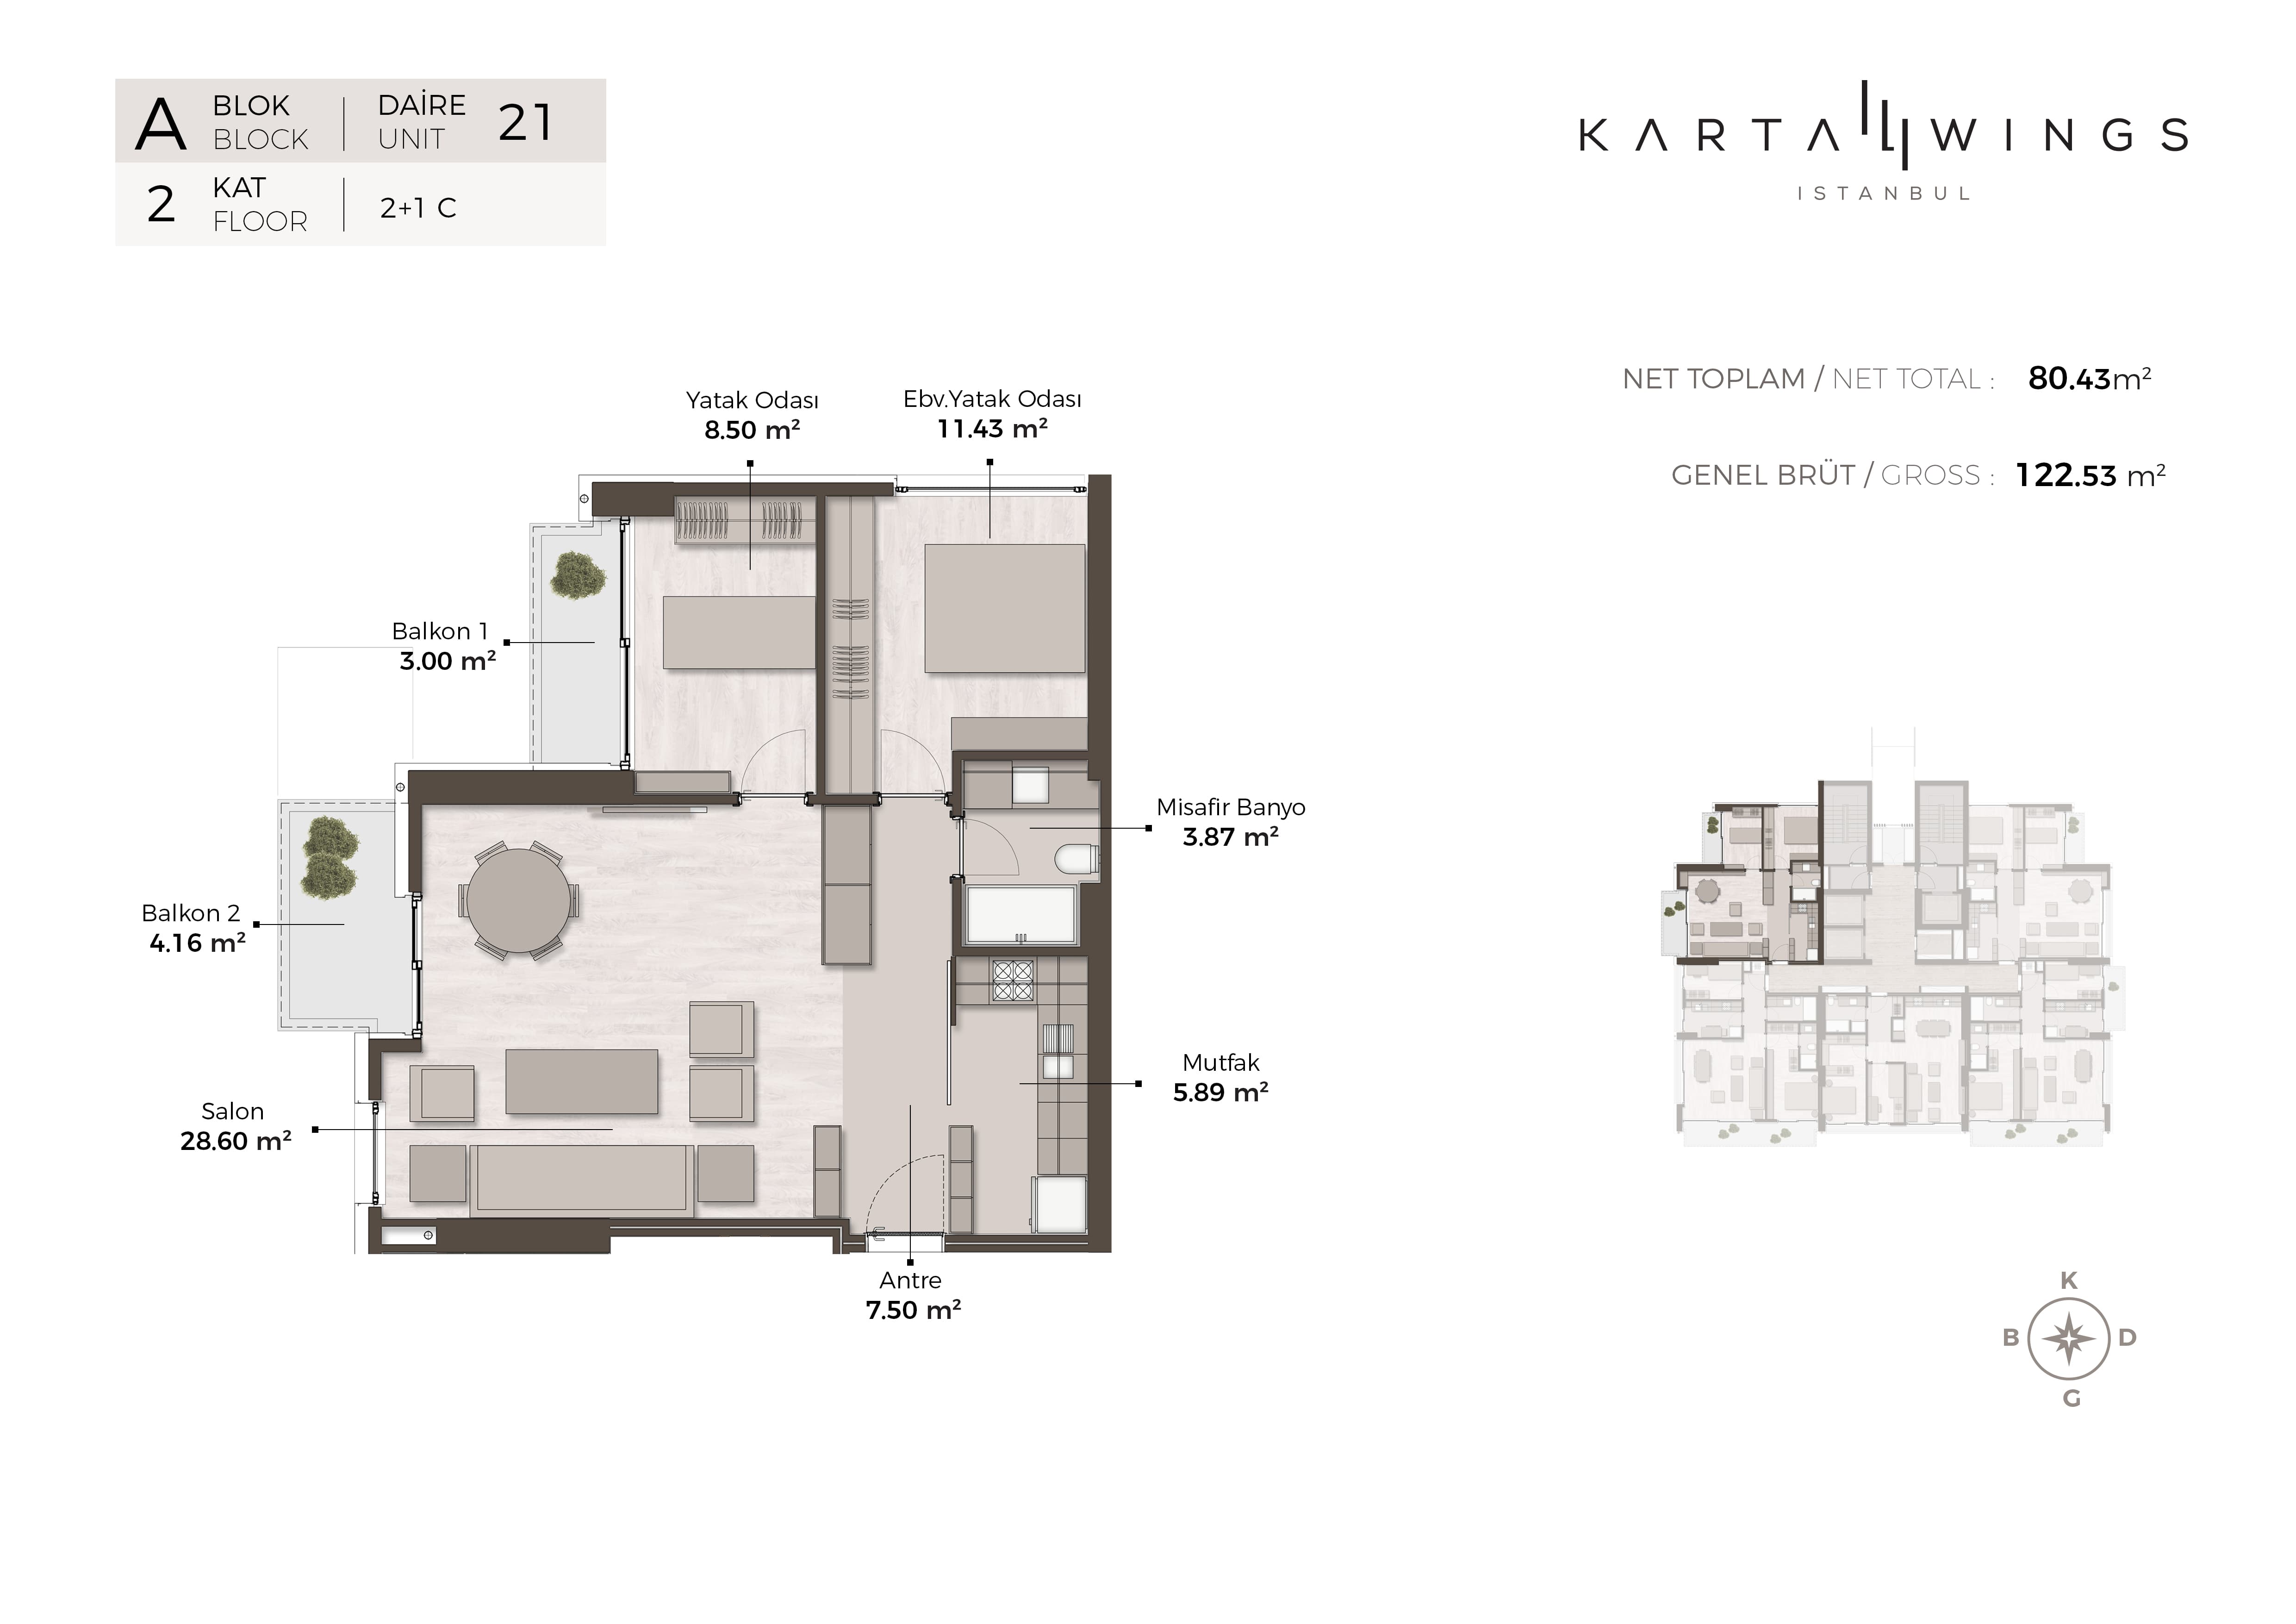 A BLOK BLOCK DAİRE UNIT 21
2 KAT FLOOR 2+1 C
KARTALWINGS
ISTANBUL
NET TOPLAM / NET TOTAL : 80.43m²
GENEL BRÜT / GROSS : 122.53 m²
Yatak Odası
8.50 m²
Ebv.Yatak Odası
11.43 m²
Balkon 1
3.00 m²
Misafir Banyo
3.87 m²
Balkon 2
4.16 m²
Mutfak
5.89 m²
Salon
28.60 m²
Antre
7.50 m²
K
B D
G